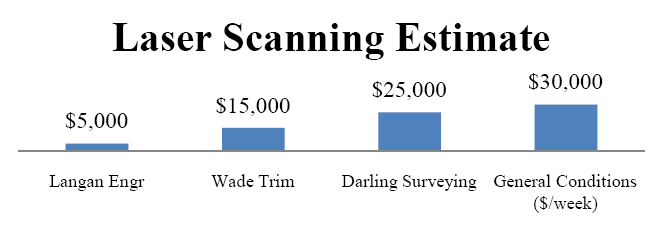 Laser Scanning Estimate
$5,000
$15,000
$25,000
$30,000
Langan Engr
Wade Trim
Darling Surveying
General Conditions
($/week)